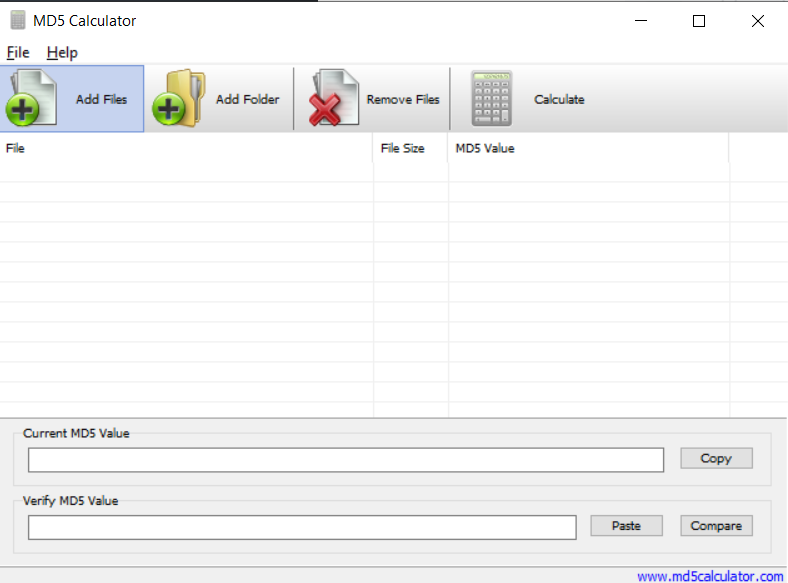 MD5 Calculator
File Help
Add Files Add Folder Remove Files Calculate
File File Size MD5 Value
Current MD5 Value
Copy
Verify MD5 Value
Paste Compare
www.md5calculator.com